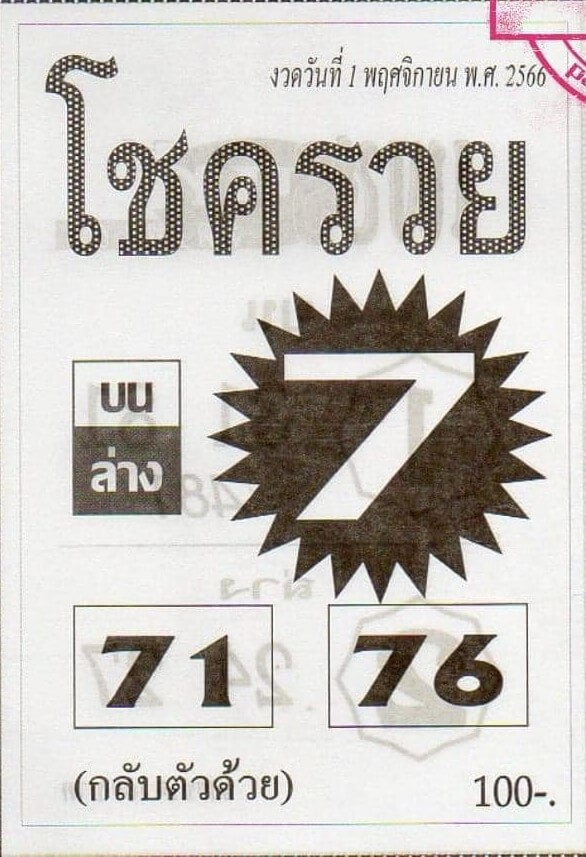 งวดวันที่ 1 พฤศจิกายน พ.ศ. 2566
โชครวย
บน
ล่าง
7
71 76
(กลับตัวด้วย) 100-.